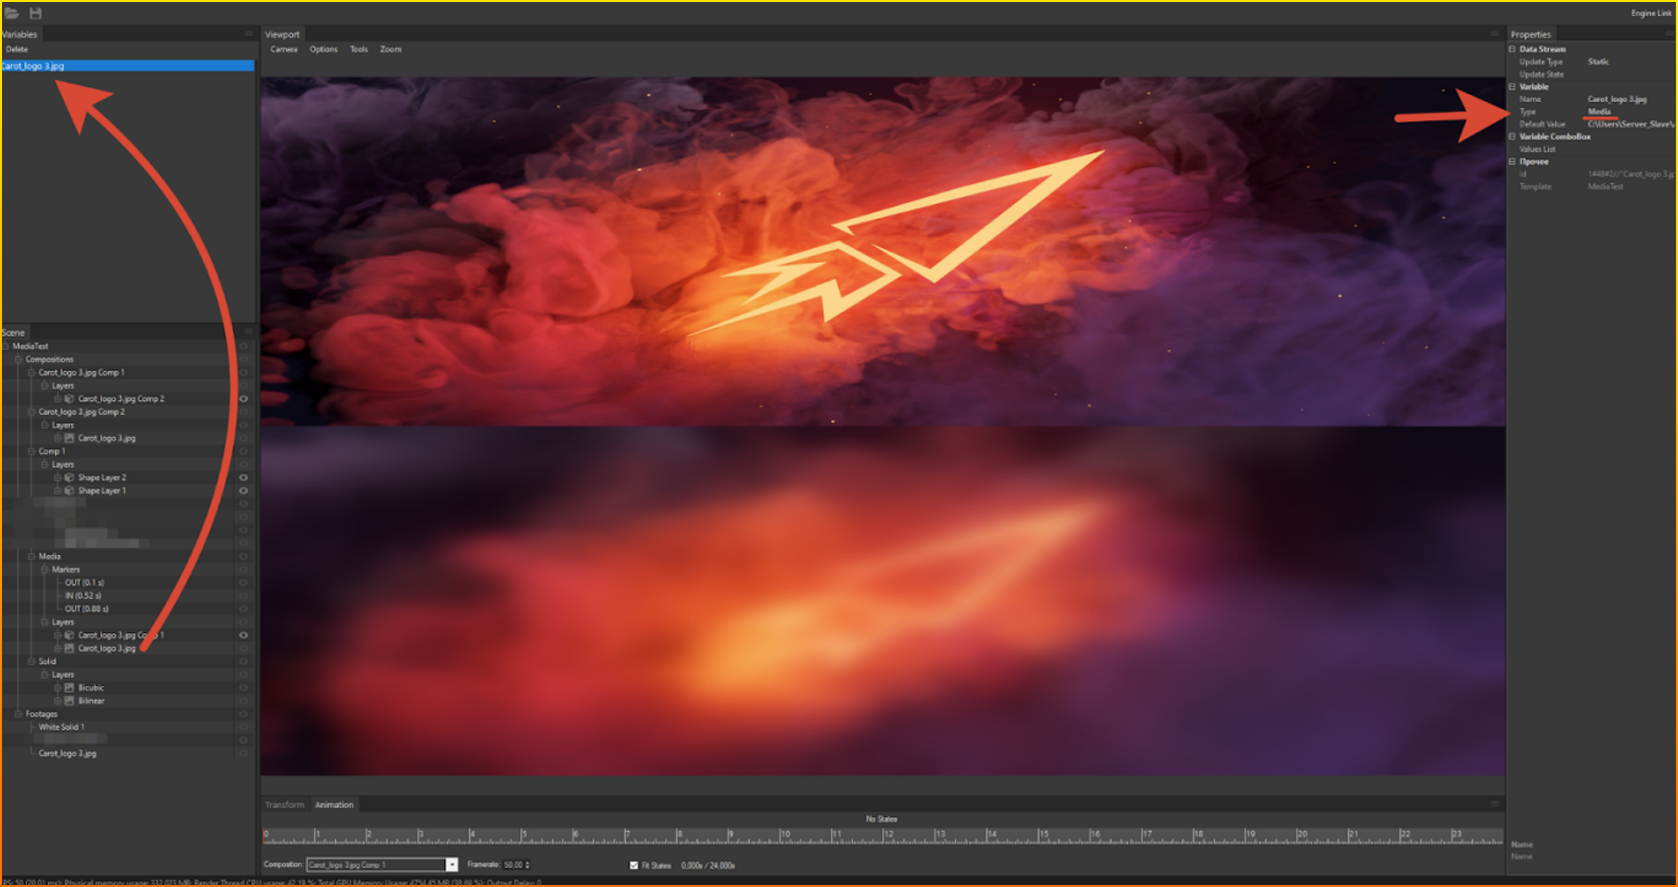 Engine Link
Variables
Delete
Carot_logo 3.jpg
Scene
MediaTest
Compositions
Carot_logo 3.jpg Comp 1
Layers
Carot_logo 3.jpg Comp 2
Carot_logo 3.jpg Comp 2
Layers
Carot_logo 3.jpg
Comp 1
Layers
Shape Layer 2
Shape Layer 1
Media
Markers
OUT (0.1 s)
IN (0.52 s)
OUT (0.88 s)
Layers
Carot_logo 3.jpg Co 1
Carot_logo 3.jpg
Solid
Layers
Bicubic
Bilinear
Footages
White Solid 1
Carot_logo 3.jpg
Viewport
Camera Options Tools Zoom
Transform Animation
No States
0 1 2 3 4 5 6 7 8 9 10 11 12 13 14 15 16 17 18 19 20 21 22 23
Composition: Carot_logo 3.jpg Comp 1 Framerate: 50,00 Fit States 0,000s / 24,000s
Properties
Data Stream
Update Type Static
Update State
Variable
Name Carot_logo 3.jpg
Type Media
Default Value C:\Users\Server_Slave\
Variable ComboBox
Values List
Прочее
Id 1#48#2//"Carot_logo 3.jp
Template MediaTest
Name
Name
FPS: 50 (20.01 ms); Physical memory usage: 332,023 MB; Render Thread CPU usage: 42.19 %; Total GPU Memory Usage: 4754.45 MB (38.69 %); Output Delay: 0